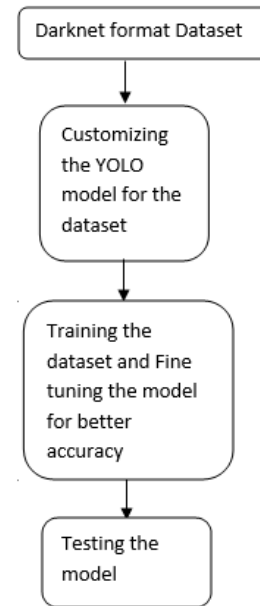 Darknet format Dataset
Customizing
the YOLO
model for the
dataset
Training the
dataset and Fine
tuning the model
for better
accuracy
Testing the
model